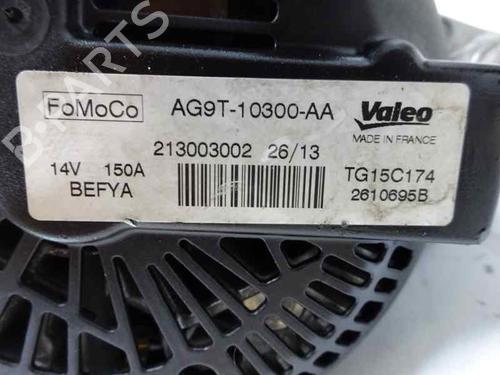 FoMoCo AG9T-10300-AA Valeo
MADE IN FRANCE
213003002 26/13
14V 150A TG15C174
BEFYA 2610695B
B-PARTS